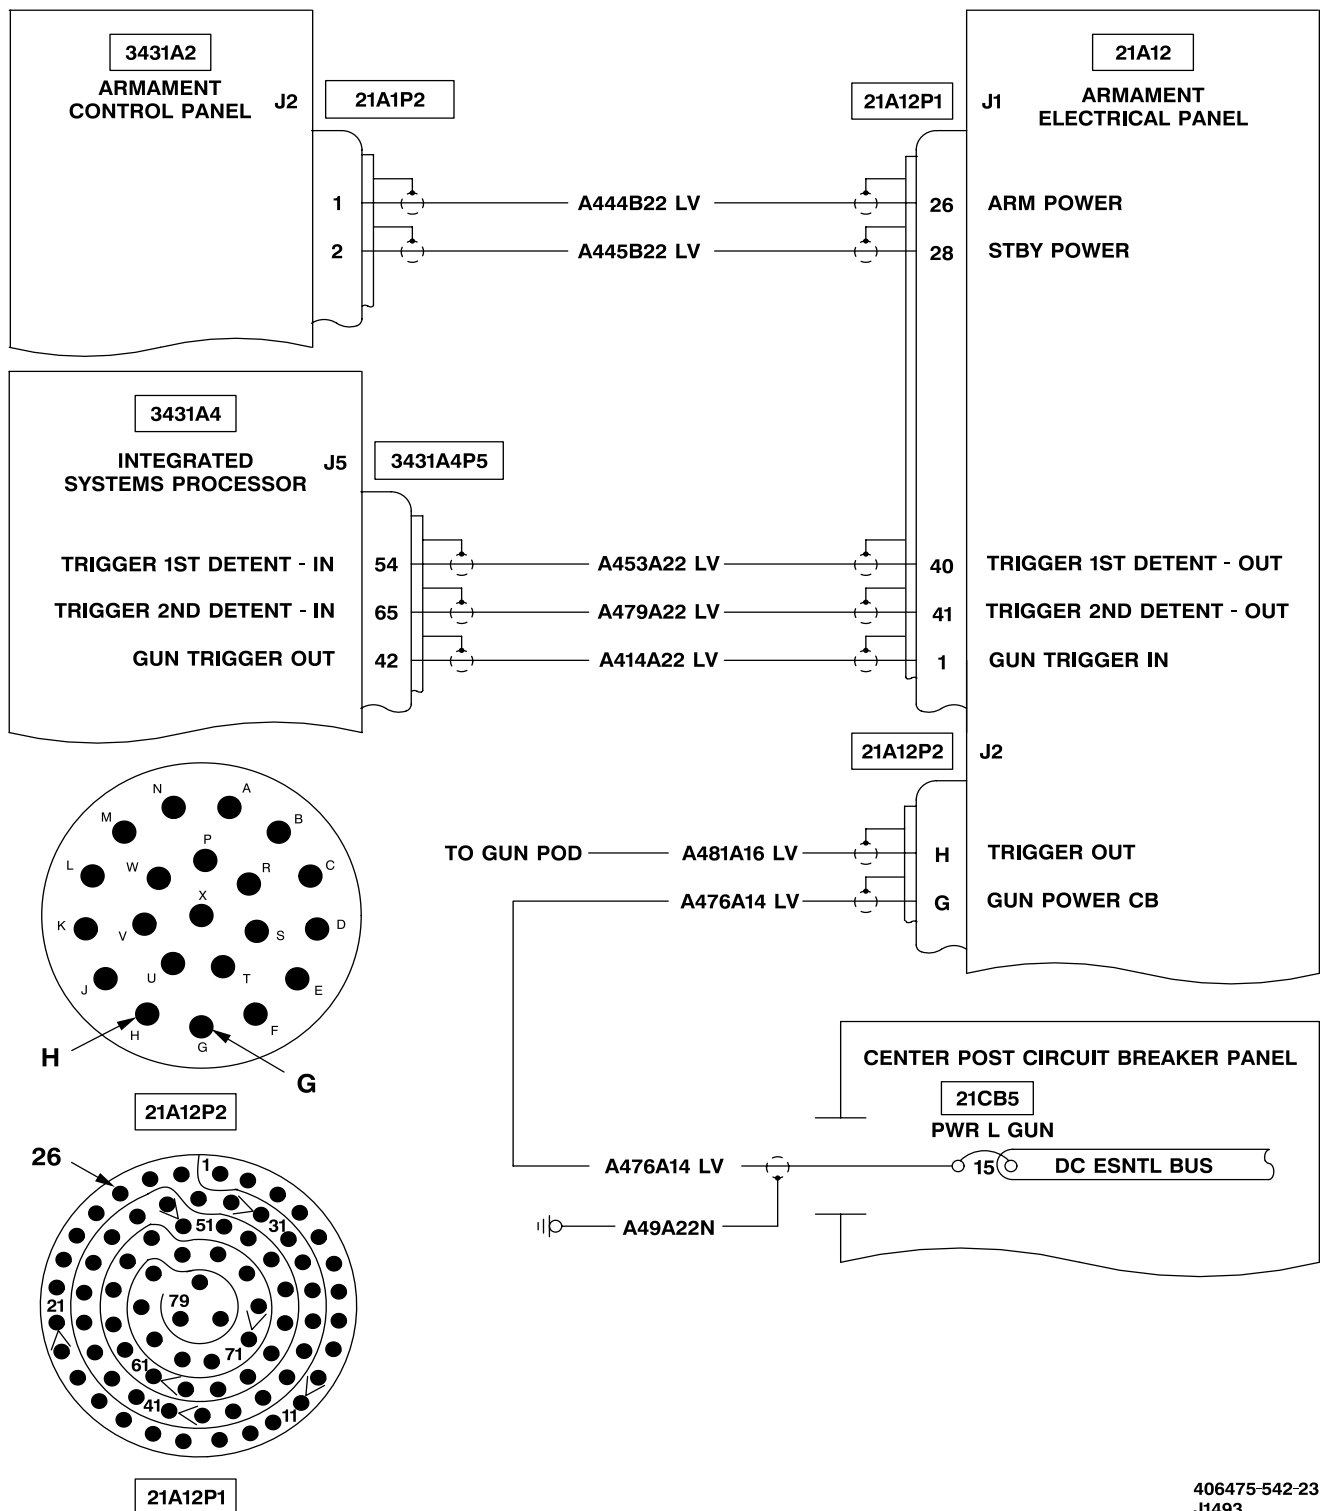 3431A2
ARMAMENT
CONTROL PANEL
J2
21A1P2
1
2
A444B22 LV
A445B22 LV
21A12P1
J1
21A12
ARMAMENT
ELECTRICAL PANEL
26 ARM POWER
28 STBY POWER
3431A4
INTEGRATED
SYSTEMS PROCESSOR
J5
3431A4P5
TRIGGER 1ST DETENT - IN 54 A453A22 LV 40 TRIGGER 1ST DETENT - OUT
TRIGGER 2ND DETENT - IN 65 A479A22 LV 41 TRIGGER 2ND DETENT - OUT
GUN TRIGGER OUT 42 A414A22 LV 1 GUN TRIGGER IN
21A12P2
J2
TO GUN POD A481A16 LV H TRIGGER OUT
A476A14 LV G GUN POWER CB
N
A
M
B
P
L
W
R
C
X
K
V
S
D
J
U
T
E
H
G
F
H
G
21A12P2
CENTER POST CIRCUIT BREAKER PANEL
21CB5
PWR L GUN
A476A14 LV 15 DC ESNTL BUS
A49A22N
26
1
51
31
21
79
71
61
41
11
21A12P1
406475-542-23
J1493